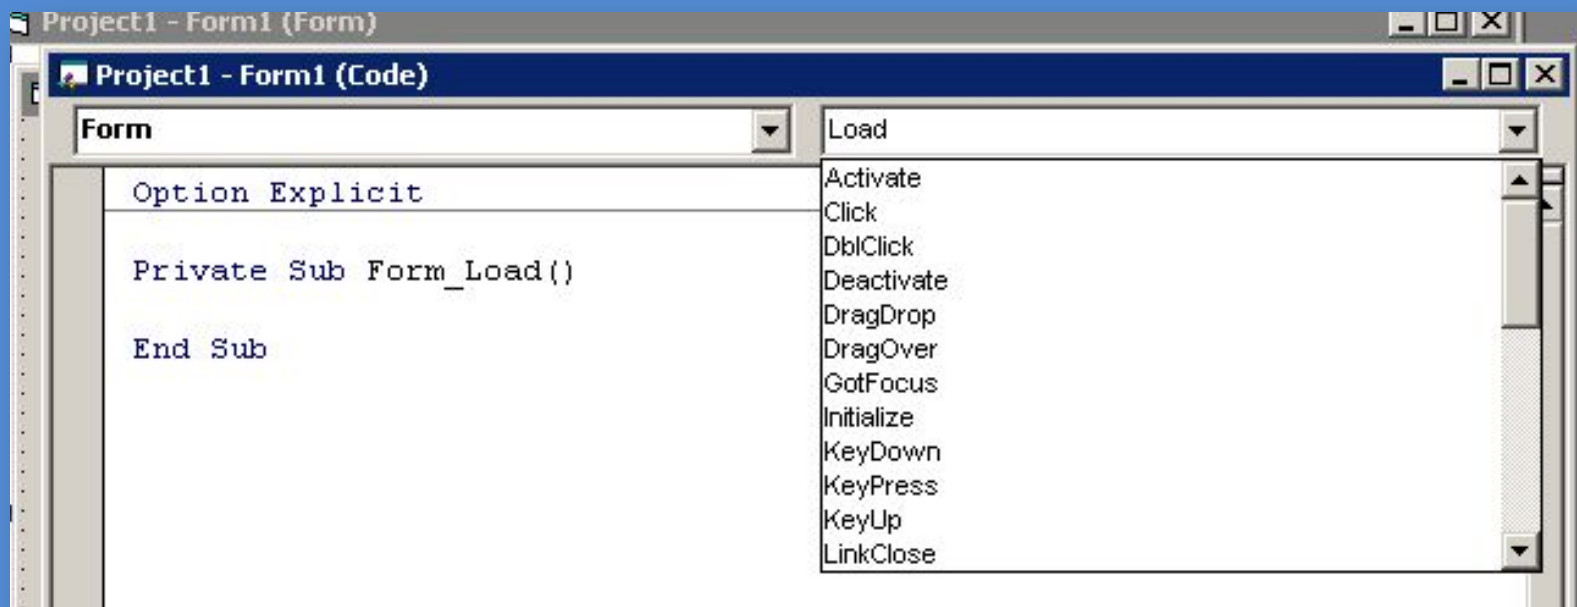 Project1 - Form1 (Form)
Project1 - Form1 (Code)
Form
Load
Option Explicit
Private Sub Form_Load()
End Sub
Activate
Click
DblClick
Deactivate
DragDrop
DragOver
GotFocus
Initialize
KeyDown
KeyPress
KeyUp
LinkClose